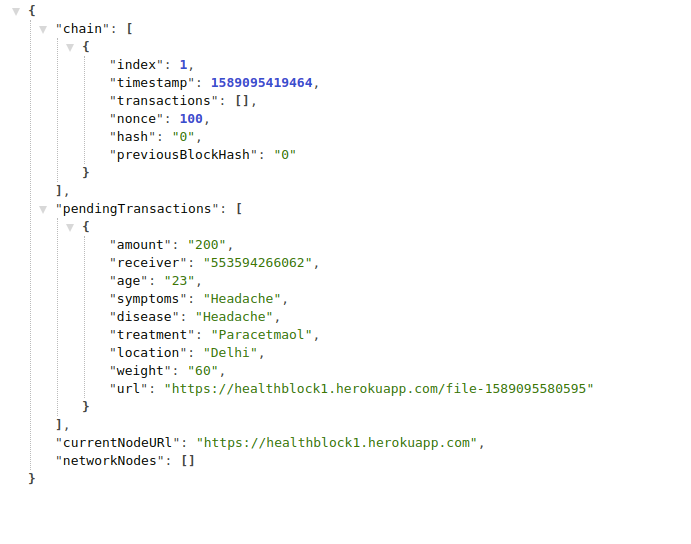 {
"chain": [
{
"index": 1,
"timestamp": 1589095419464,
"transactions": [],
"nonce": 100,
"hash": "0",
"previousBlockHash": "0"
}
],
"pendingTransactions": [
{
"amount": "200",
"receiver": "553594266062",
"age": "23",
"symptoms": "Headache",
"disease": "Headache",
"treatment": "Paracetmaol",
"location": "Delhi",
"weight": "60",
"url": "https://healthblock1.herokuapp.com/file-1589095580595"
}
],
"currentNodeURl": "https://healthblock1.herokuapp.com",
"networkNodes": []
}